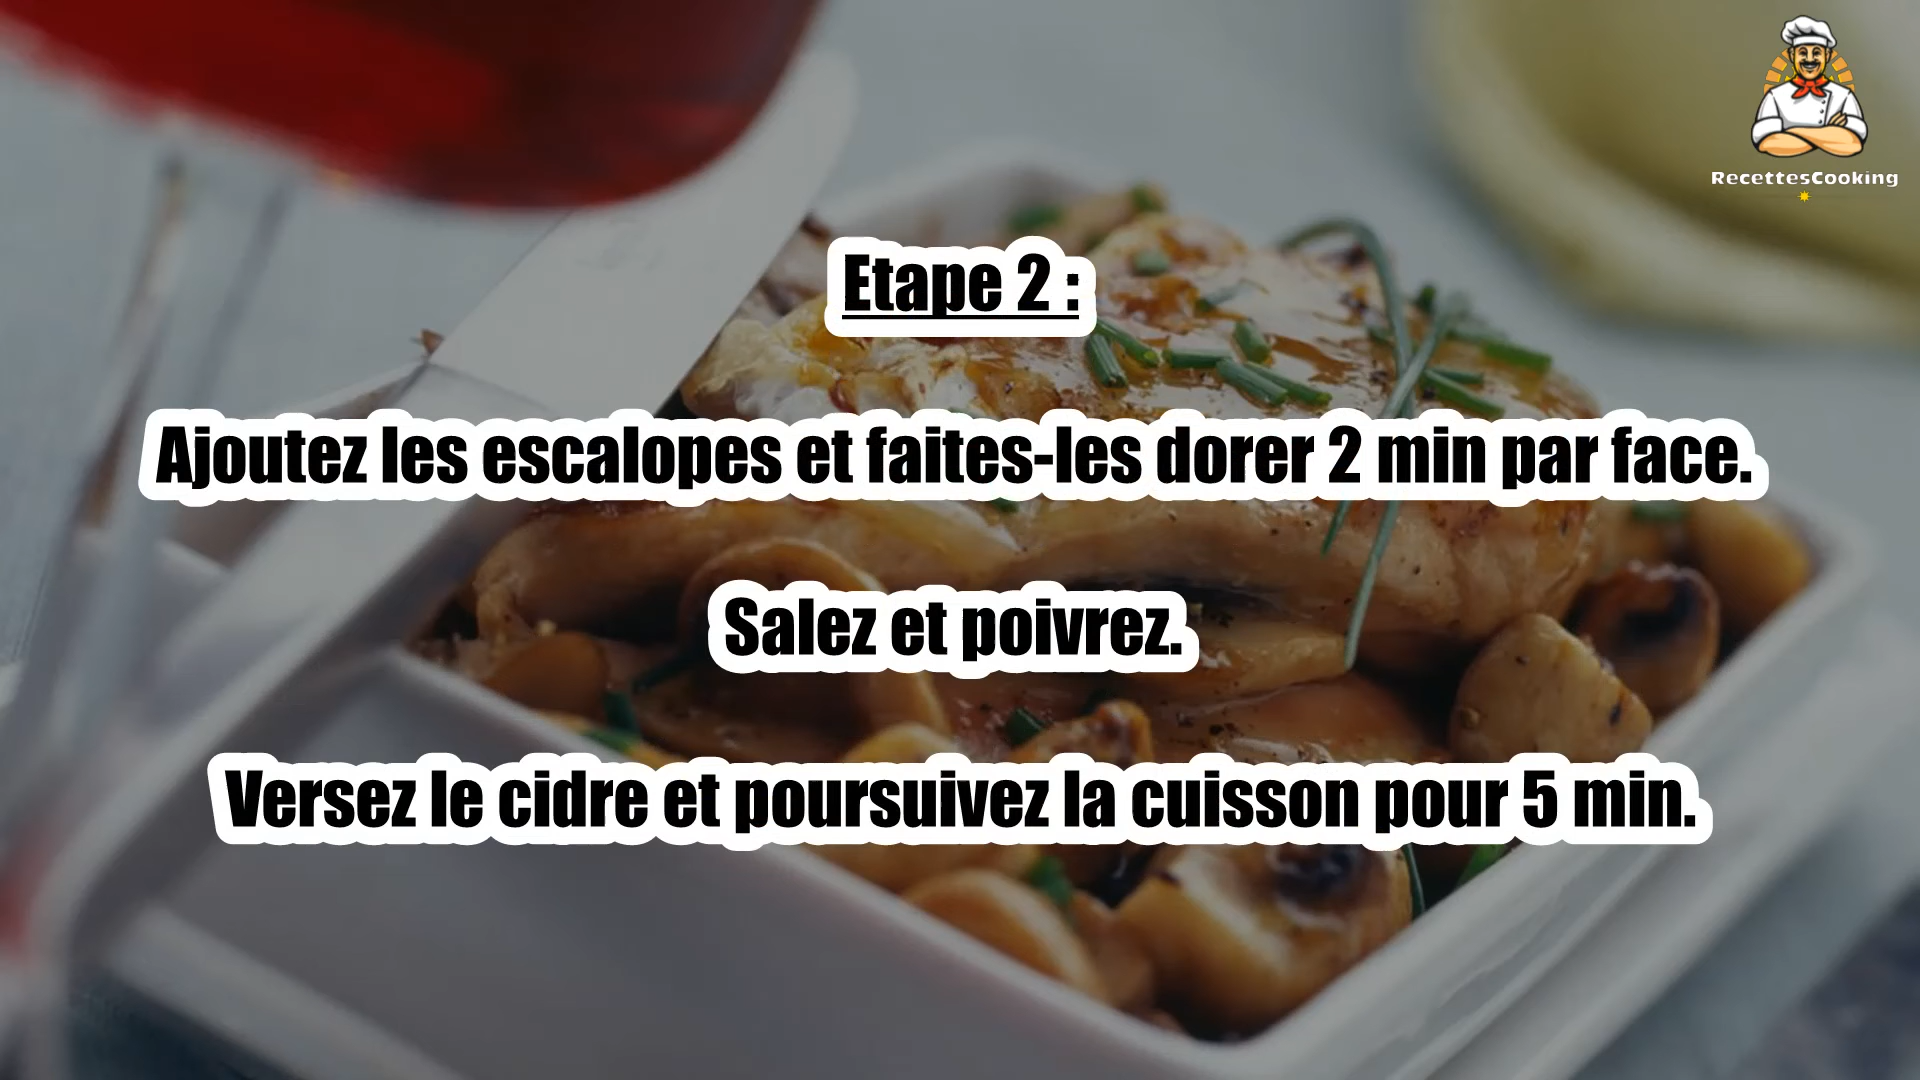 RecettesCooking
Etape 2 :
Ajoutez les escalopes et faites-les dorer 2 min par face.
Salez et poivrez.
Versez le cidre et poursuivez la cuisson pour 5 min.